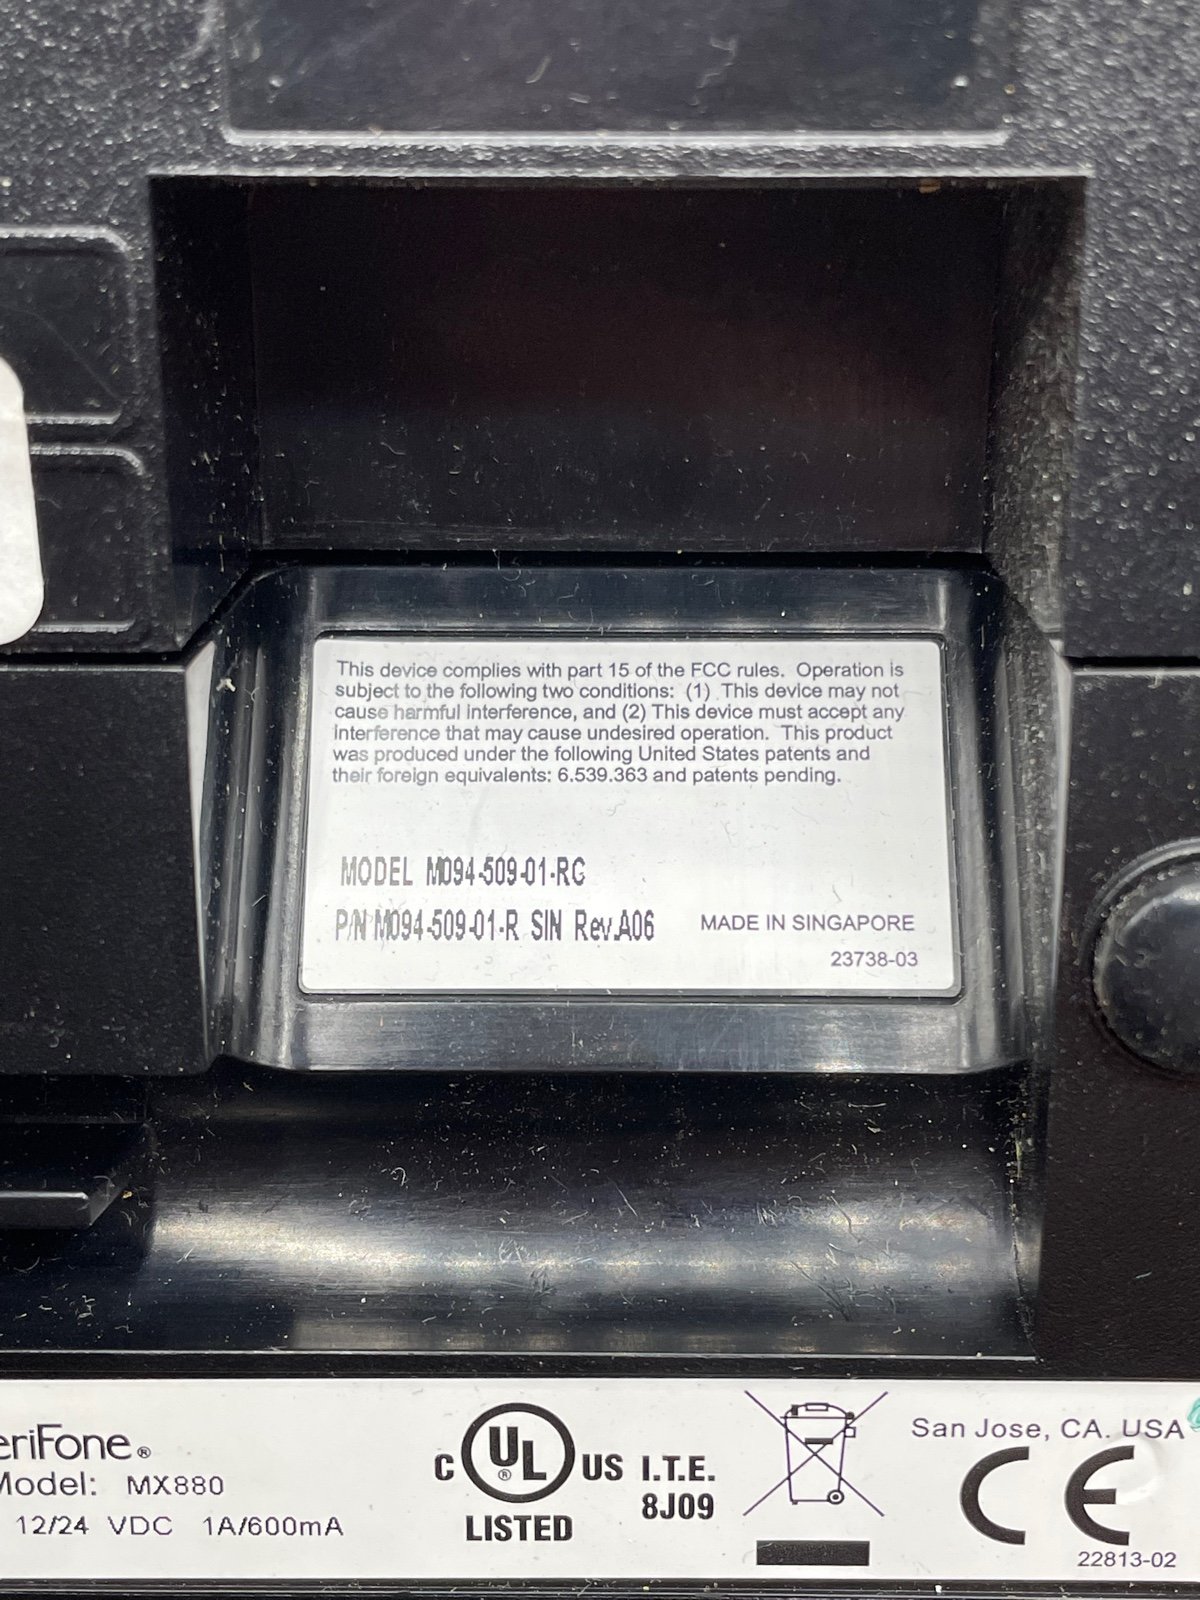 This device complies with part 15 of the FCC rules. Operation is
subject to the following two conditions: (1) This device may not
cause harmful interference, and (2) This device must accept any
interference that may cause undesired operation. This product
was produced under the following United States patents and
their foreign equivalents: 6.539.363 and patents pending.
MODEL M094-509-01-RC
P/N M094-509-01-R SIN Rev.A06 MADE IN SINGAPORE
23738-03
eriFone®
Model: MX880
12/24 VDC 1A/600mA
C UL® US I.T.E.
8J09
LISTED
San Jose, CA. USA
CE
22813-02